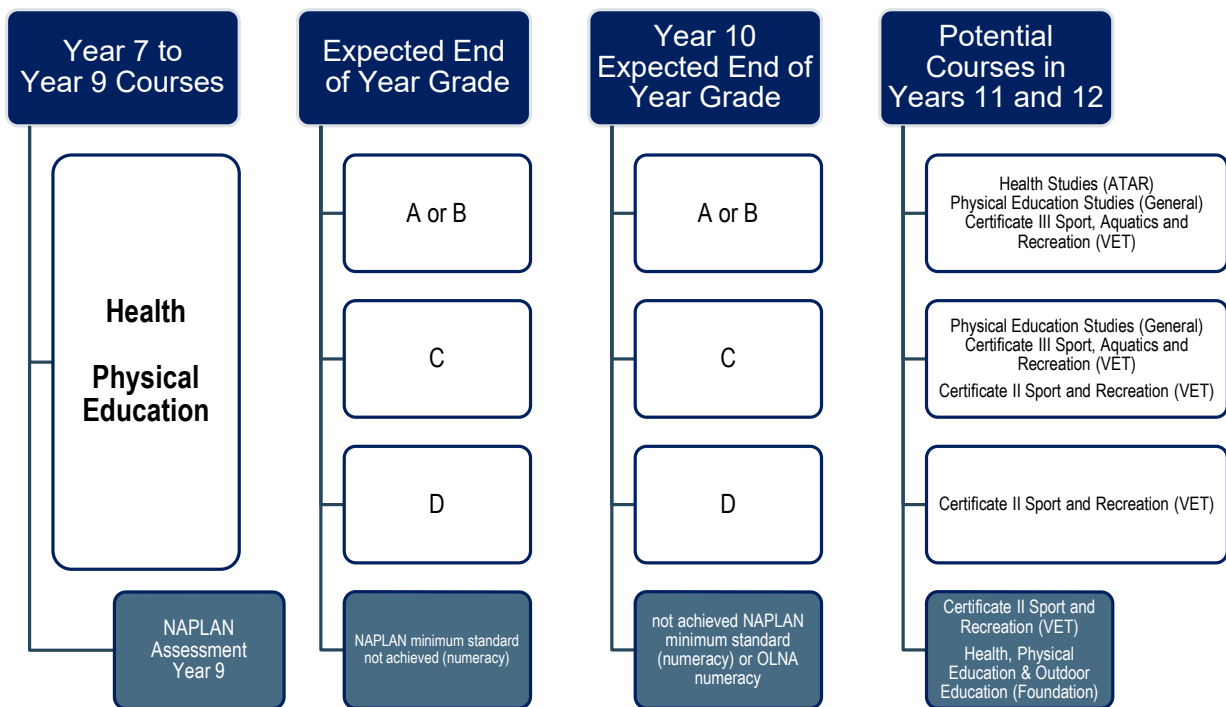 Year 7 to
Year 9 Courses
Expected End
of Year Grade
Year 10
Expected End of
Year Grade
Potential
Courses in
Years 11 and 12
Health
Physical
Education
A or B
A or B
Health Studies (ATAR)
Physical Education Studies (General)
Certificate III Sport, Aquatics and
Recreation (VET)
C
C
Physical Education Studies (General)
Certificate III Sport, Aquatics and
Recreation (VET)
Certificate II Sport and Recreation (VET)
D
D
Certificate II Sport and Recreation (VET)
NAPLAN
Assessment
Year 9
NAPLAN minimum standard
not achieved (numeracy)
not achieved NAPLAN
minimum standard
(numeracy) or OLNA
numeracy
Certificate II Sport and
Recreation (VET)
Health, Physical
Education & Outdoor
Education (Foundation)